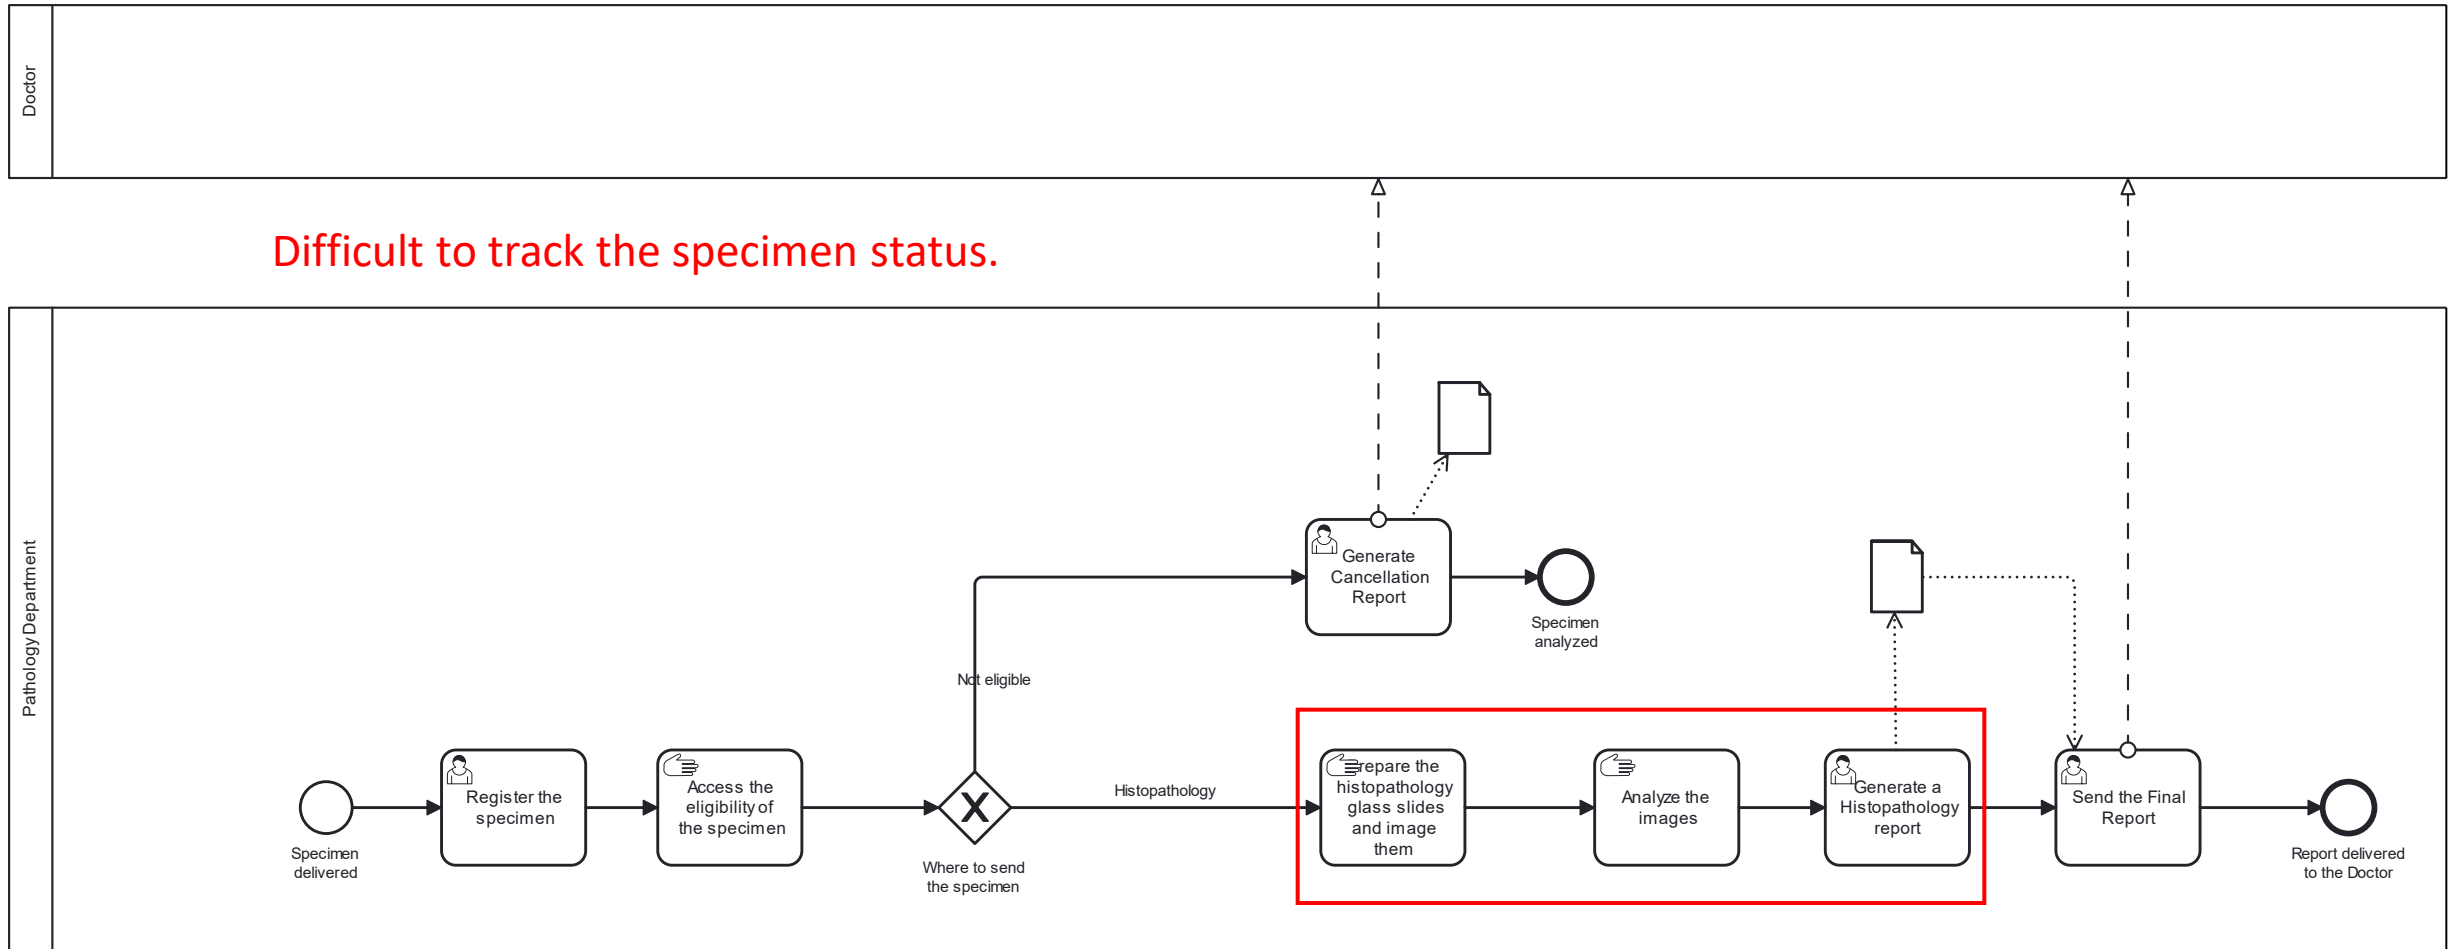 Doctor
Difficult to track the specimen status.
Pathology Department
Generate
Cancellation
Report
Specimen
analyzed
Not eligible
Register the
specimen
Access the
eligibility of
the specimen
Histopathology
Where to send
the specimen
Prepare the
histopathology
glass slides
and image
them
Analyze the
images
Generate a
Histopathology
report
Send the Final
Report
Specimen
delivered
Report delivered
to the Doctor